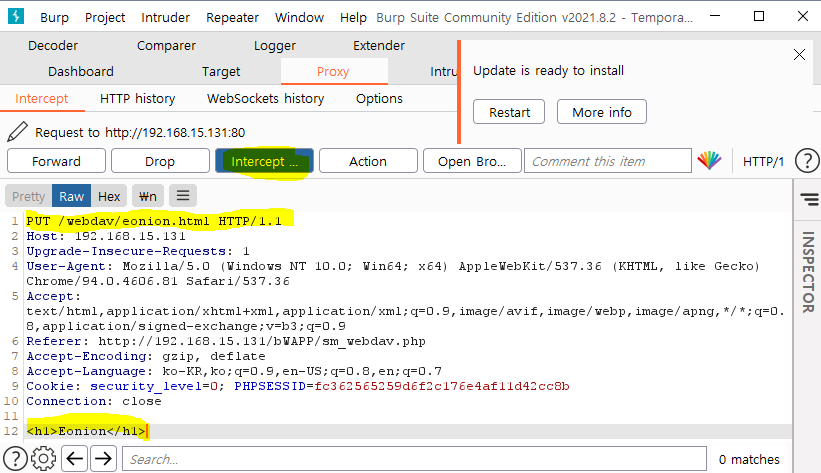 Burp Project Intruder Repeater Window Help Burp Suite Community Edition v2021.8.2 - Tempora...
Decoder Comparer Logger Extender
Dashboard Target Proxy Intru
Update is ready to install
Restart More info
Intercept HTTP history WebSockets history Options
Request to http://192.168.15.131:80
Forward Drop Intercept ... Action Open Bro... Comment this item HTTP/1 ?
Pretty Raw Hex ₩n
INSPECTOR
1 PUT /webdav/eonion.html HTTP/1.1
2 Host: 192.168.15.131
3 Upgrade-Insecure-Requests: 1
4 User-Agent: Mozilla/5.0 (Windows NT 10.0; Win64; x64) AppleWebKit/537.36 (KHTML, like Gecko)
Chrome/94.0.4606.81 Safari/537.36
5 Accept:
text/html,application/xhtml+xml,application/xml;q=0.9,image/avif,image/webp,image/apng,*/*;q=0.
8,application/signed-exchange;v=b3;q=0.9
6 Referer: http://192.168.15.131/bWAPP/sm_webdav.php
7 Accept-Encoding: gzip, deflate
8 Accept-Language: ko-KR,ko;q=0.9,en-US;q=0.8,en;q=0.7
9 Cookie: security_level=0; PHPSESSID=fc362565259d6f2c176e4af11d42cc8b
10 Connection: close
11
12 <h1>Eonion</h1>
? Search... 0 matches